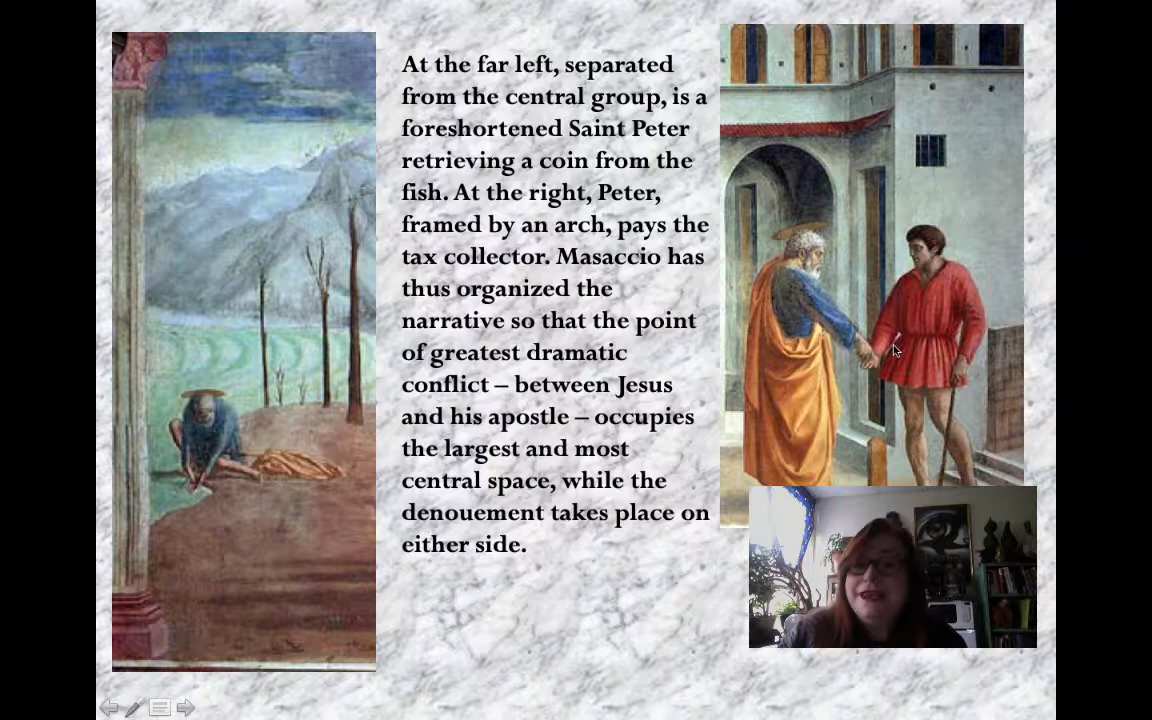 At the far left, separated
from the central group, is a
foreshortened Saint Peter
retrieving a coin from the
fish. At the right, Peter,
framed by an arch, pays the
tax collector. Masaccio has
thus organized the
narrative so that the point
of greatest dramatic
conflict – between Jesus
and his apostle – occupies
the largest and most
central space, while the
denouement takes place on
either side.